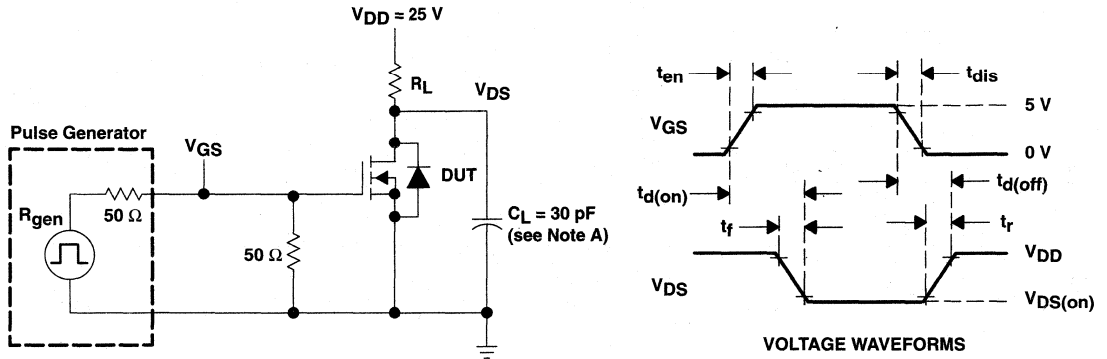 VDD = 25 V
RL
VDS
Pulse Generator
VGS
Rgen
50 Ω
50 Ω
DUT
CL = 30 pF
(see Note A)
ten
tdis
5 V
VGS
0 V
td(on)
td(off)
tf
tr
VDD
VDS
VDS(on)
VOLTAGE WAVEFORMS